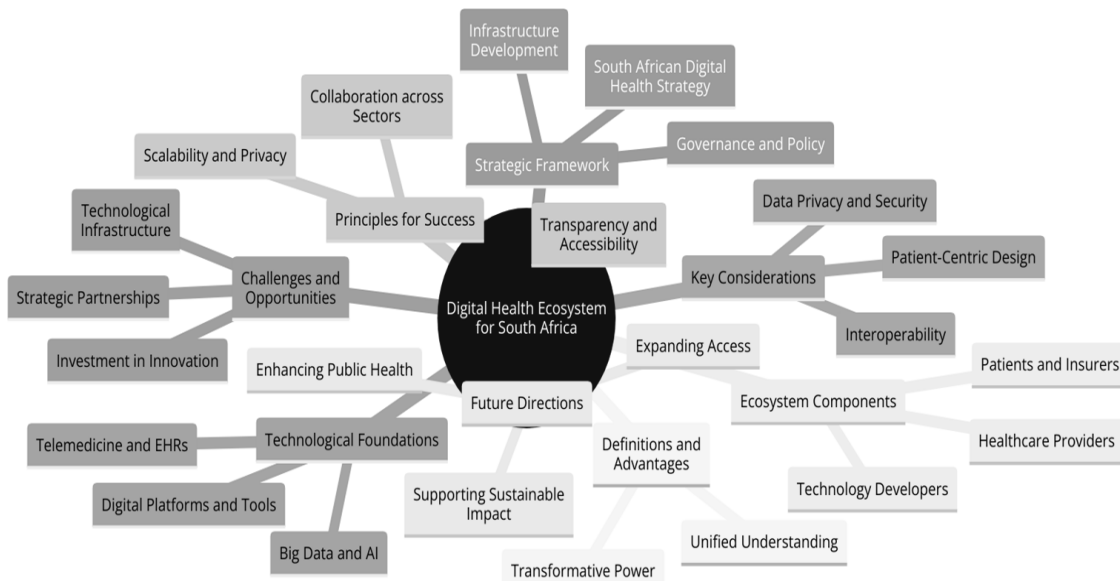 Infrastructure
Development
South African Digital
Health Strategy
Collaboration across
Sectors
Governance and Policy
Scalability and Privacy
Strategic Framework
Data Privacy and Security
Principles for Success
Technological
Infrastructure
Transparency and
Accessibility
Patient-Centric Design
Challenges and
Opportunities
Key Considerations
Strategic Partnerships
Digital Health Ecosystem
for South Africa
Interoperability
Investment in Innovation
Expanding Access
Enhancing Public Health
Patients and Insurers
Future Directions
Ecosystem Components
Telemedicine and EHRs
Technological Foundations
Definitions and
Advantages
Healthcare Providers
Digital Platforms and Tools
Supporting Sustainable
Impact
Technology Developers
Big Data and AI
Unified Understanding
Transformative Power